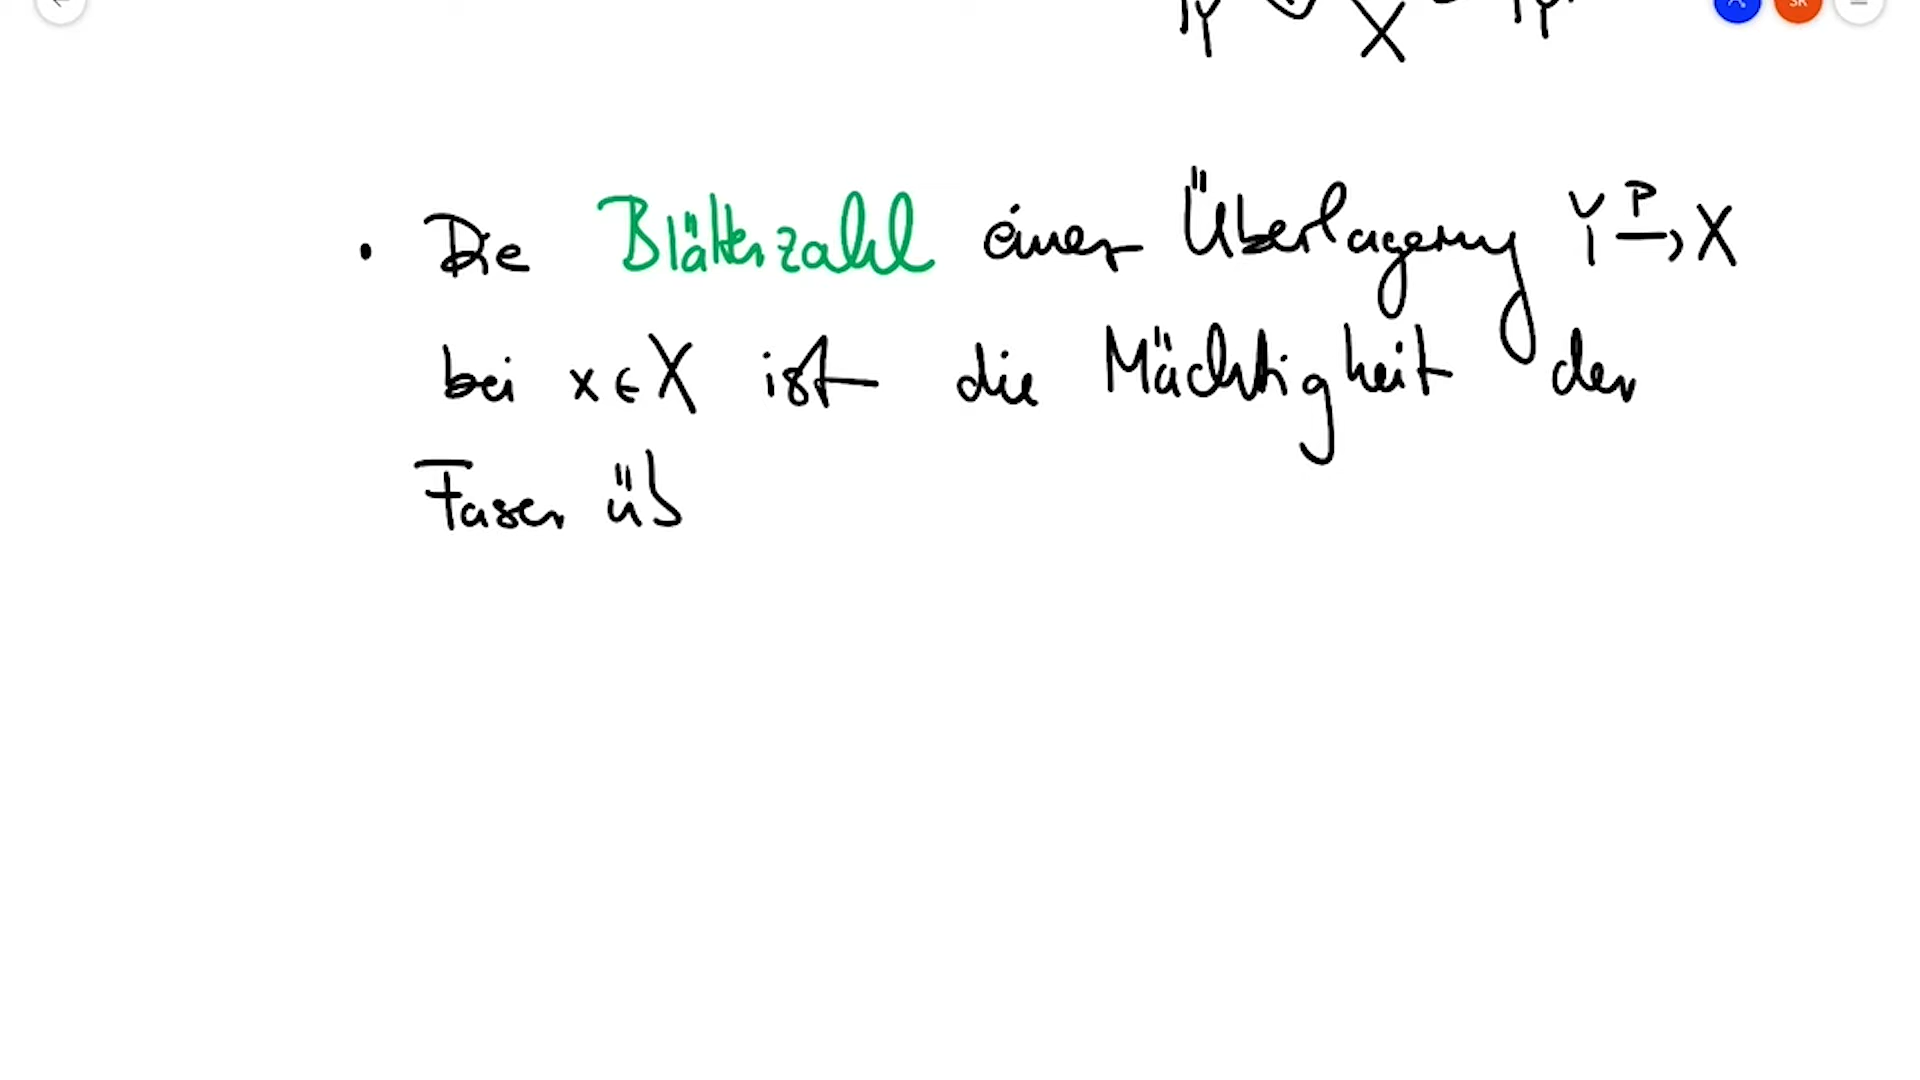 X
• Die Blätterzahl einer Überlagerung Y →p X
bei x ∈ X ist die Mächtigkeit der
Faser üb